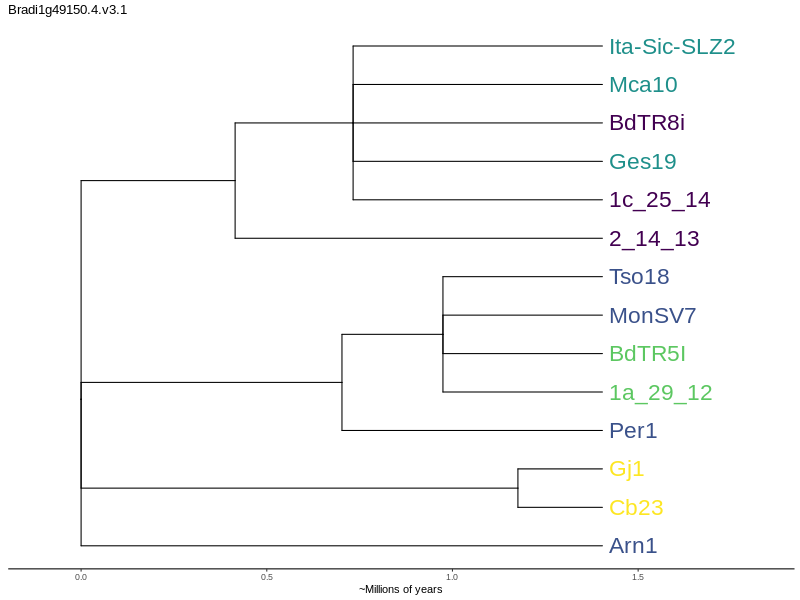 Bradi1g49150.4.v3.1
Ita-Sic-SLZ2
Mca10
BdTR8i
Ges19
1c_25_14
2_14_13
Tso18
MonSV7
BdTR5I
1a_29_12
Per1
Gj1
Cb23
Arn1
0.0 0.5 1.0 1.5
~Millions of years